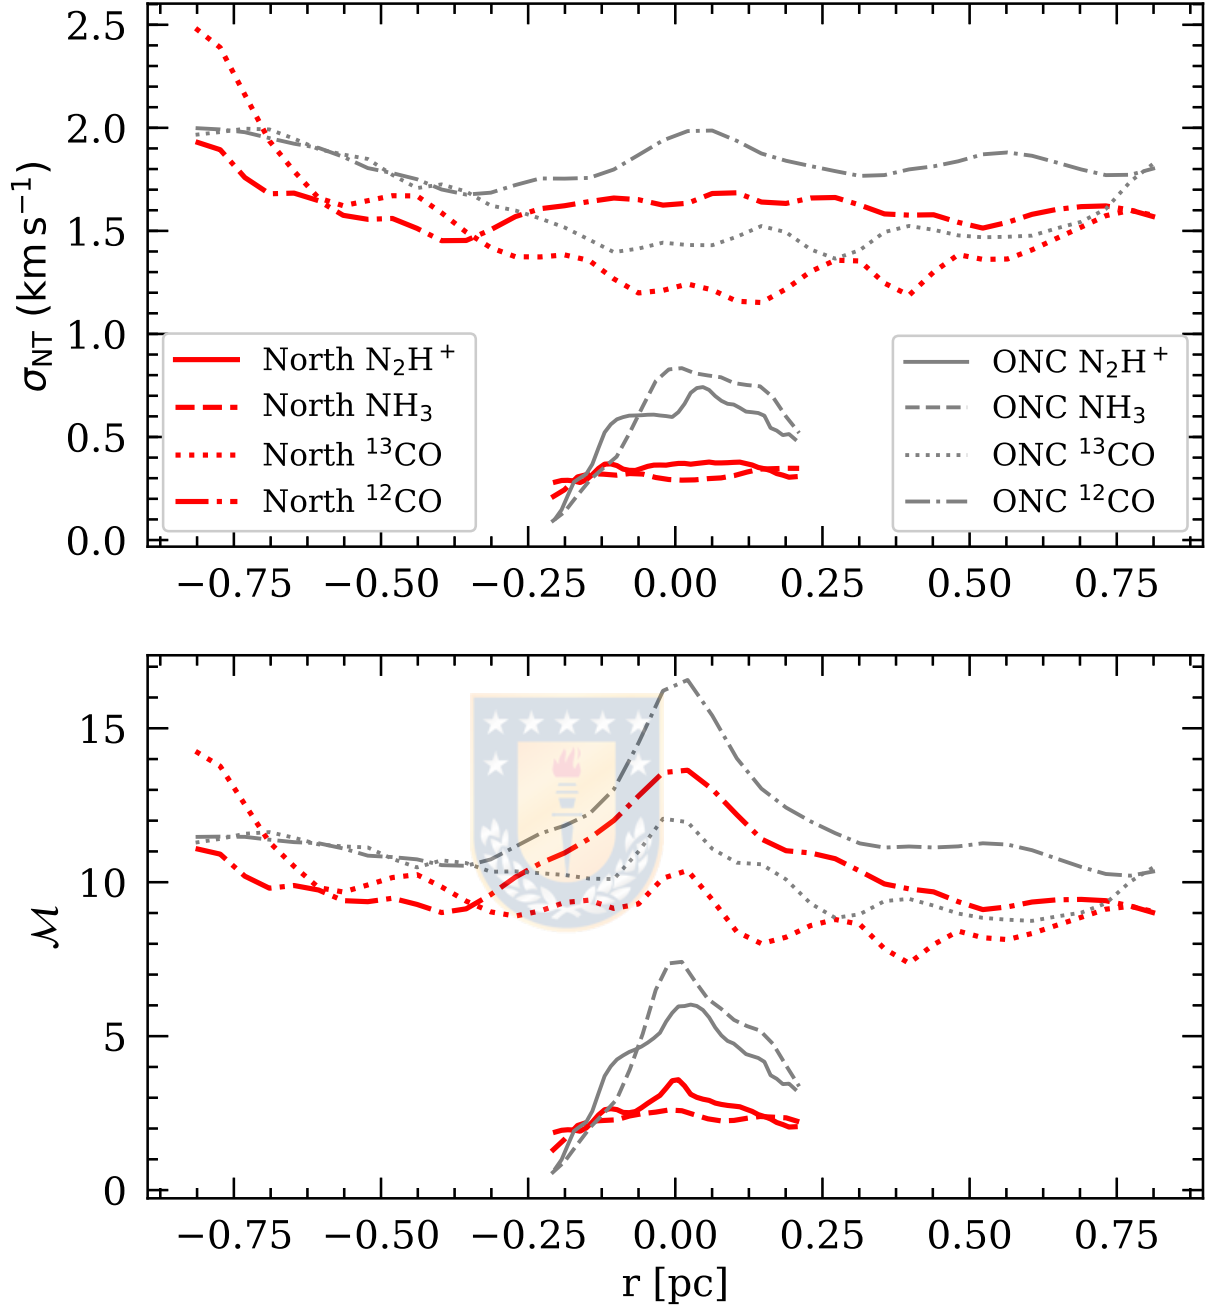 2.5
2.0
1.5
1.0
0.5
0.0
σNT (km s⁻¹)
North N₂H⁺
North NH₃
North ¹³CO
North ¹²CO
ONC N₂H⁺
ONC NH₃
ONC ¹³CO
ONC ¹²CO
−0.75 −0.50 −0.25 0.00 0.25 0.50 0.75
15
10
5
0
ℳ
−0.75 −0.50 −0.25 0.00 0.25 0.50 0.75
r [pc]